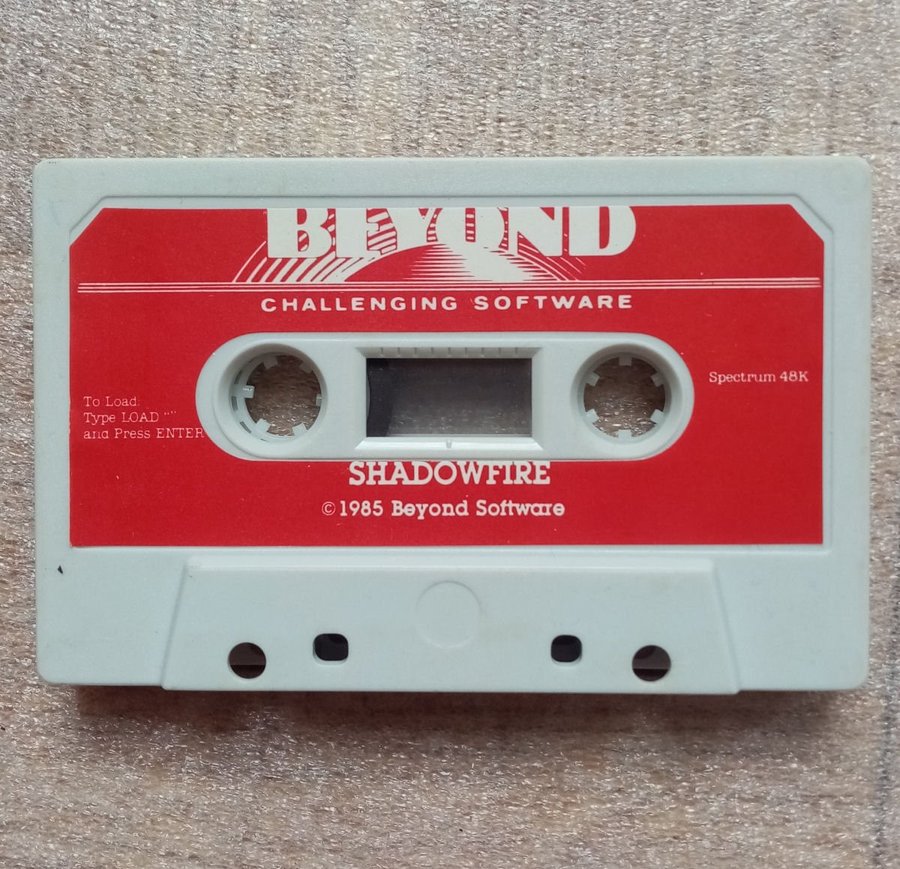 BEYOND
CHALLENGING SOFTWARE
Spectrum 48K
To Load:
Type LOAD “”
and Press ENTER
SHADOWFIRE
© 1985 Beyond Software